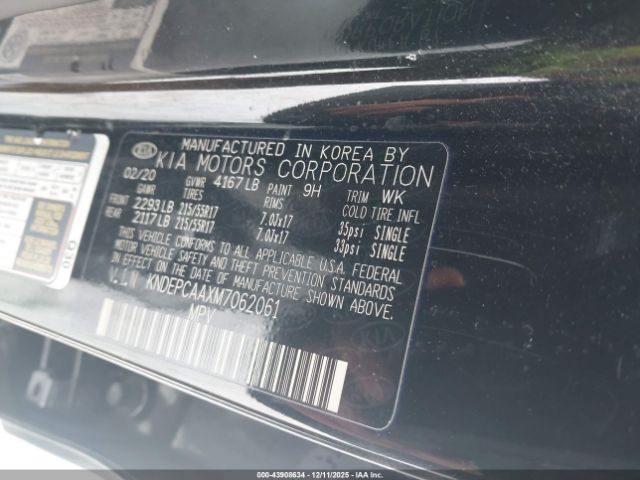 MANUFACTURED IN KOREA BY
KIA KIA MOTORS CORPORATION
02/20 GVWR 4167 LB PAINT 9H TRIM WK
GAWR TIRES RIMS COLD TIRE INFL
FRONT 2293 LB 215/55R17 7.0Jx17 35psi SINGLE
REAR 2117 LB 215/55R17 7.0Jx17 33psi SINGLE
THIS VEHICLE CONFORMS TO ALL APPLICABLE U.S.A. FEDERAL
MOTOR VEHICLE SAFETY AND THEFT PREVENTION STANDARDS
IN EFFECT ON THE DATE OF MANUFACTURE SHOWN ABOVE.
V.I.N KNDEPCAAXM7062061
MPV
030
000-43908634 - 12/11/2025 - IAA, Inc.